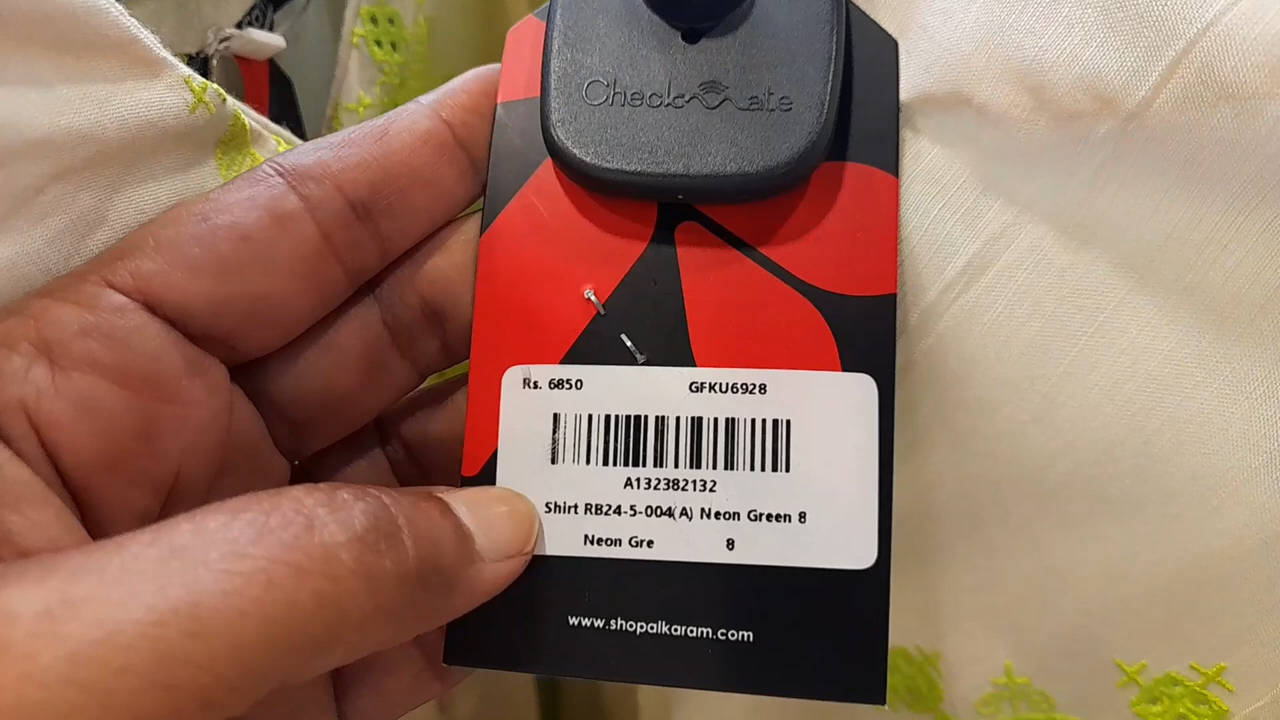 CheckMate
Rs. 6850 GFKU6928
A132382132
Shirt RB24-5-004(A) Neon Green 8
Neon Gre 8
www.shopalkaram.com